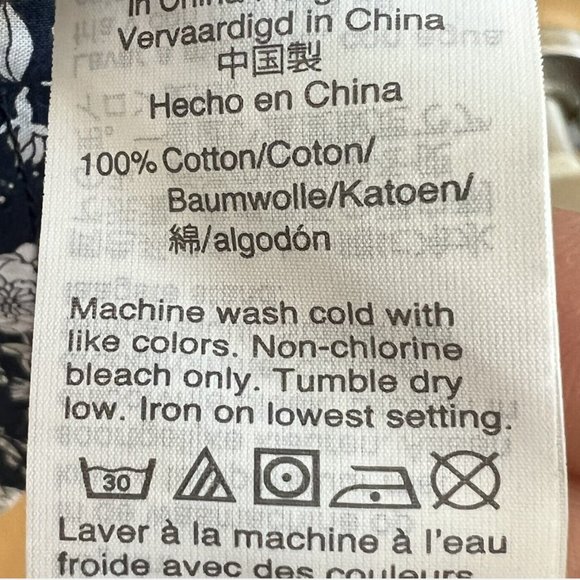 in China
Vervaardigd in China
中国製
Hecho en China
100% Cotton/Coton/
Baumwolle/Katoen/
綿/algodón
Machine wash cold with
like colors. Non-chlorine
bleach only. Tumble dry
low. Iron on lowest setting.
30
Laver à la machine à l'eau
froide avec des couleurs